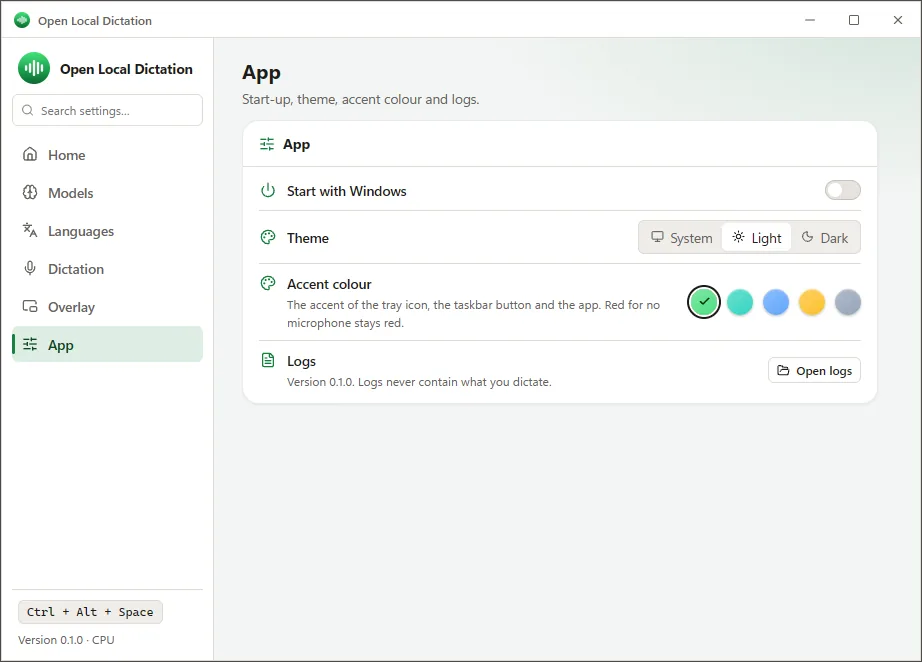 Open Local Dictation
Open Local Dictation
Search settings...
Home
Models
Languages
Dictation
Overlay
App
Ctrl + Alt + Space
Version 0.1.0 · CPU
App
Start-up, theme, accent colour and logs.
App
Start with Windows
Theme
System Light Dark
Accent colour
The accent of the tray icon, the taskbar button and the app. Red for no
microphone stays red.
Logs
Version 0.1.0. Logs never contain what you dictate.
Open logs